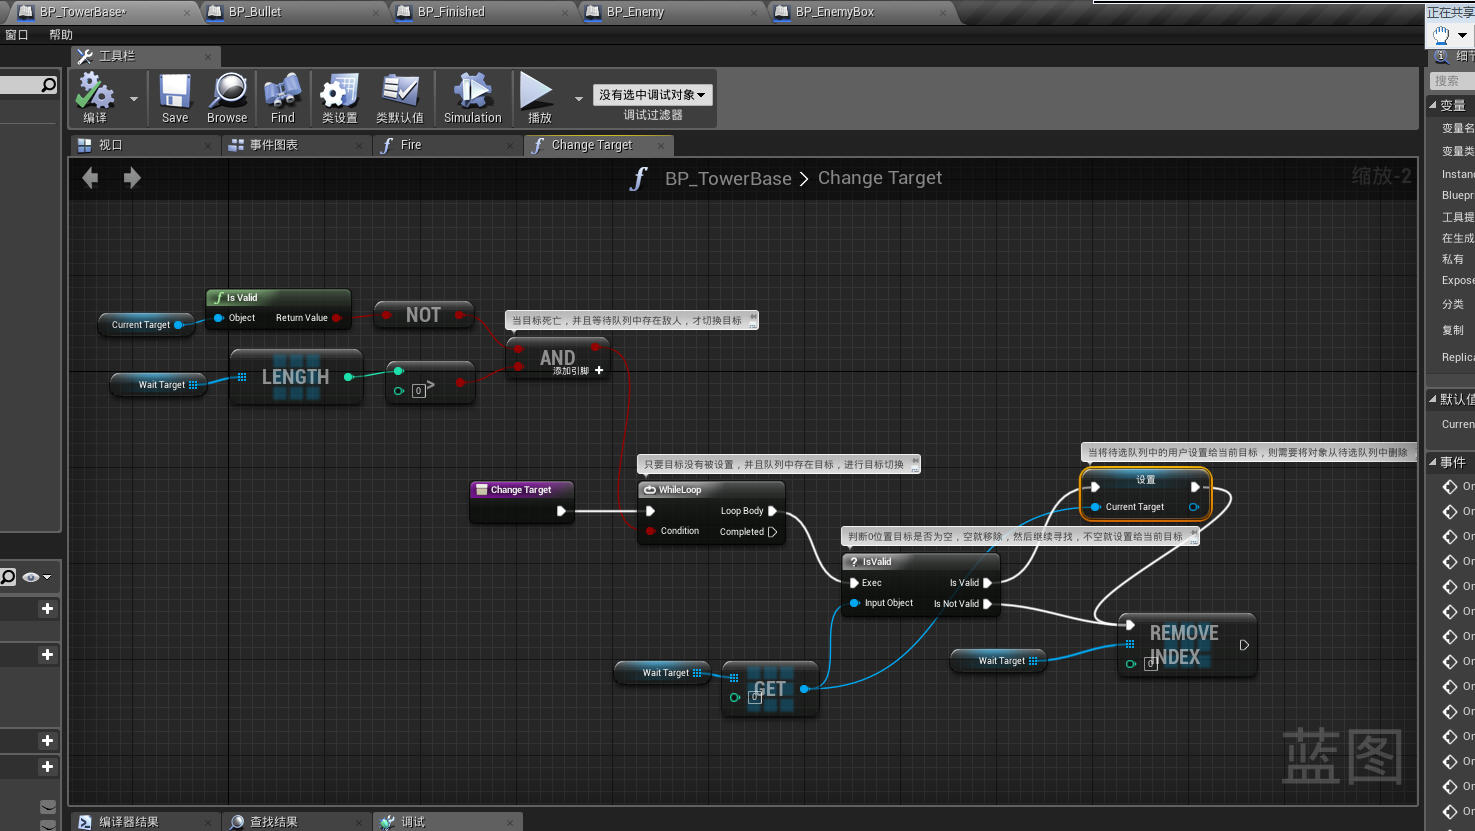 BP_TowerBase*
BP_Bullet
BP_Finished
BP_Enemy
BP_EnemyBox
正在共享
窗口 帮助
工具栏
细节
搜索
编译
Save
Browse
Find
类设置
类默认值
Simulation
播放
没有选中调试对象
调试过滤器
视口
事件图表
Fire
Change Target
BP_TowerBase > Change Target
缩放-2
Is Valid
Object Return Value
Current Target
NOT
当目标死亡，并且等待队列中存在敌人，才切换目标
AND
添加引脚
Wait Target
LENGTH
0
>
只要目标没有被设置，并且队列中存在目标，进行目标切换
Change Target
WhileLoop
Loop Body
Condition Completed
当将待选队列中的用户设置给当前目标，则需要将对象从待选队列中删除
设置
Current Target
判断0位置目标是否为空，空就移除，然后继续寻找，不空就设置给当前目标
IsValid
Exec Is Valid
Input Object Is Not Valid
Wait Target
GET
0
Wait Target
REMOVE
INDEX
0
蓝图
变量
变量名
变量类
Instan
Bluepr
工具提
在生成
私有
Expose
分类
复制
Replica
默认值
Curren
事件
On
On
On
On
On
On
On
On
On
On
On
On
On
On
编译器结果
查找结果
调试